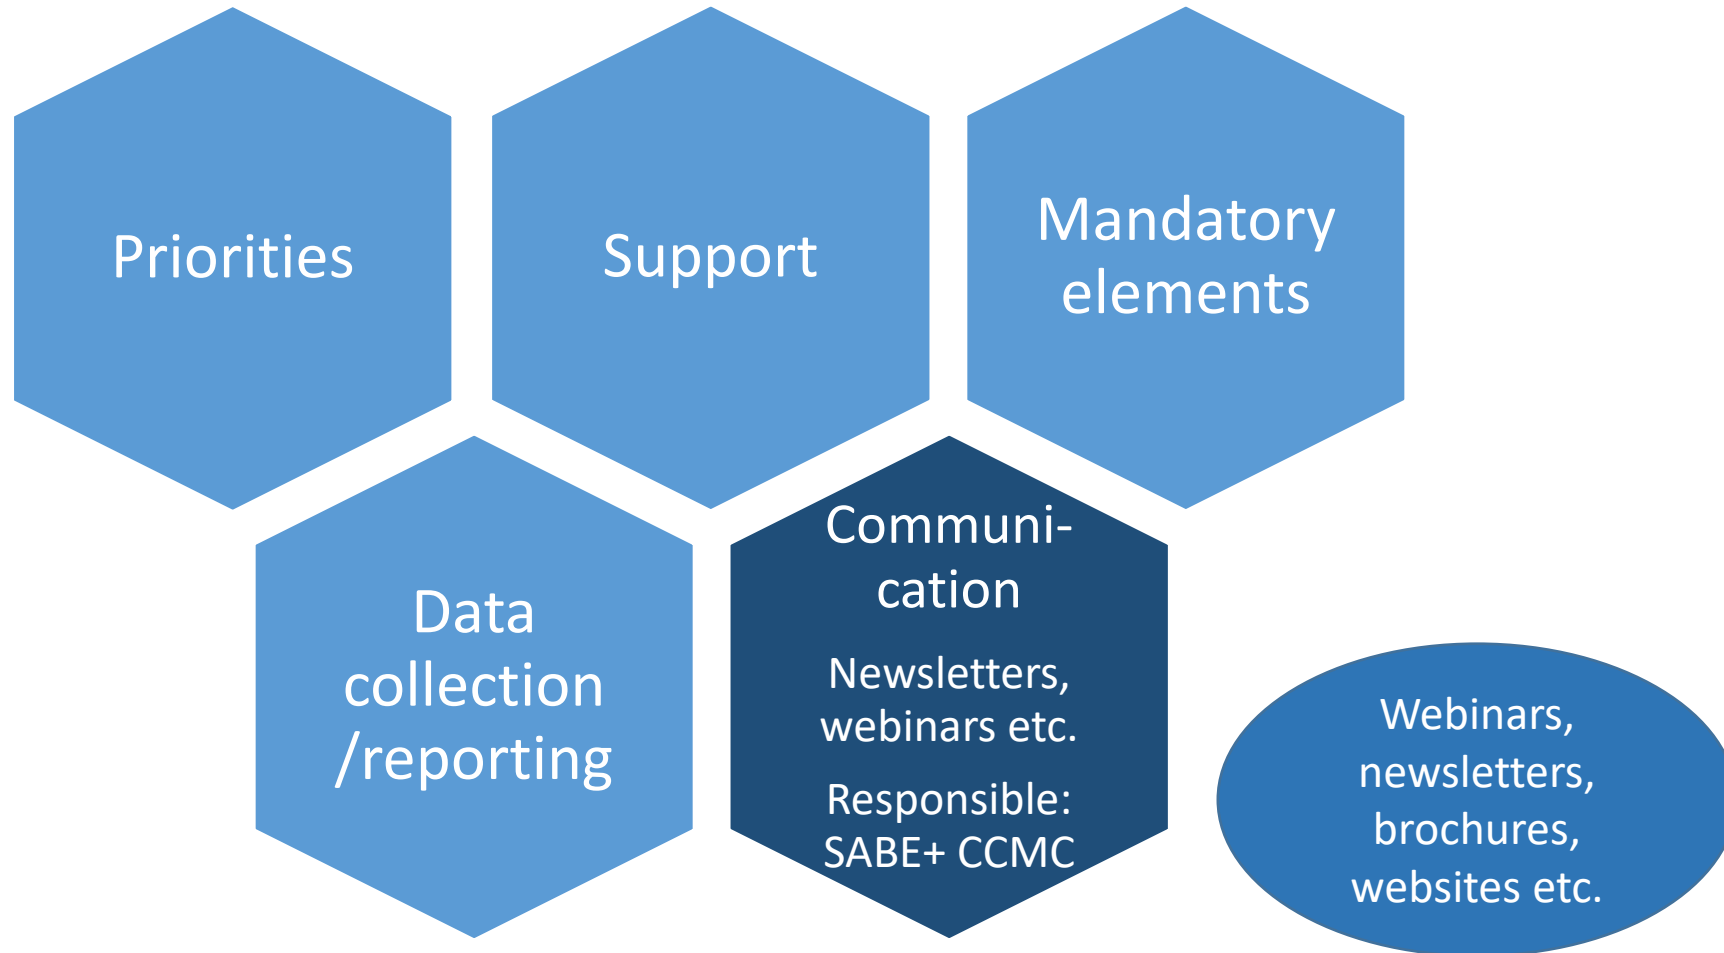 Priorities
Support
Mandatory
elements
Data
collection
/reporting
Communi-
cation
Newsletters,
webinars etc.
Responsible:
SABE+ CCMC
Webinars,
newsletters,
brochures,
websites etc.